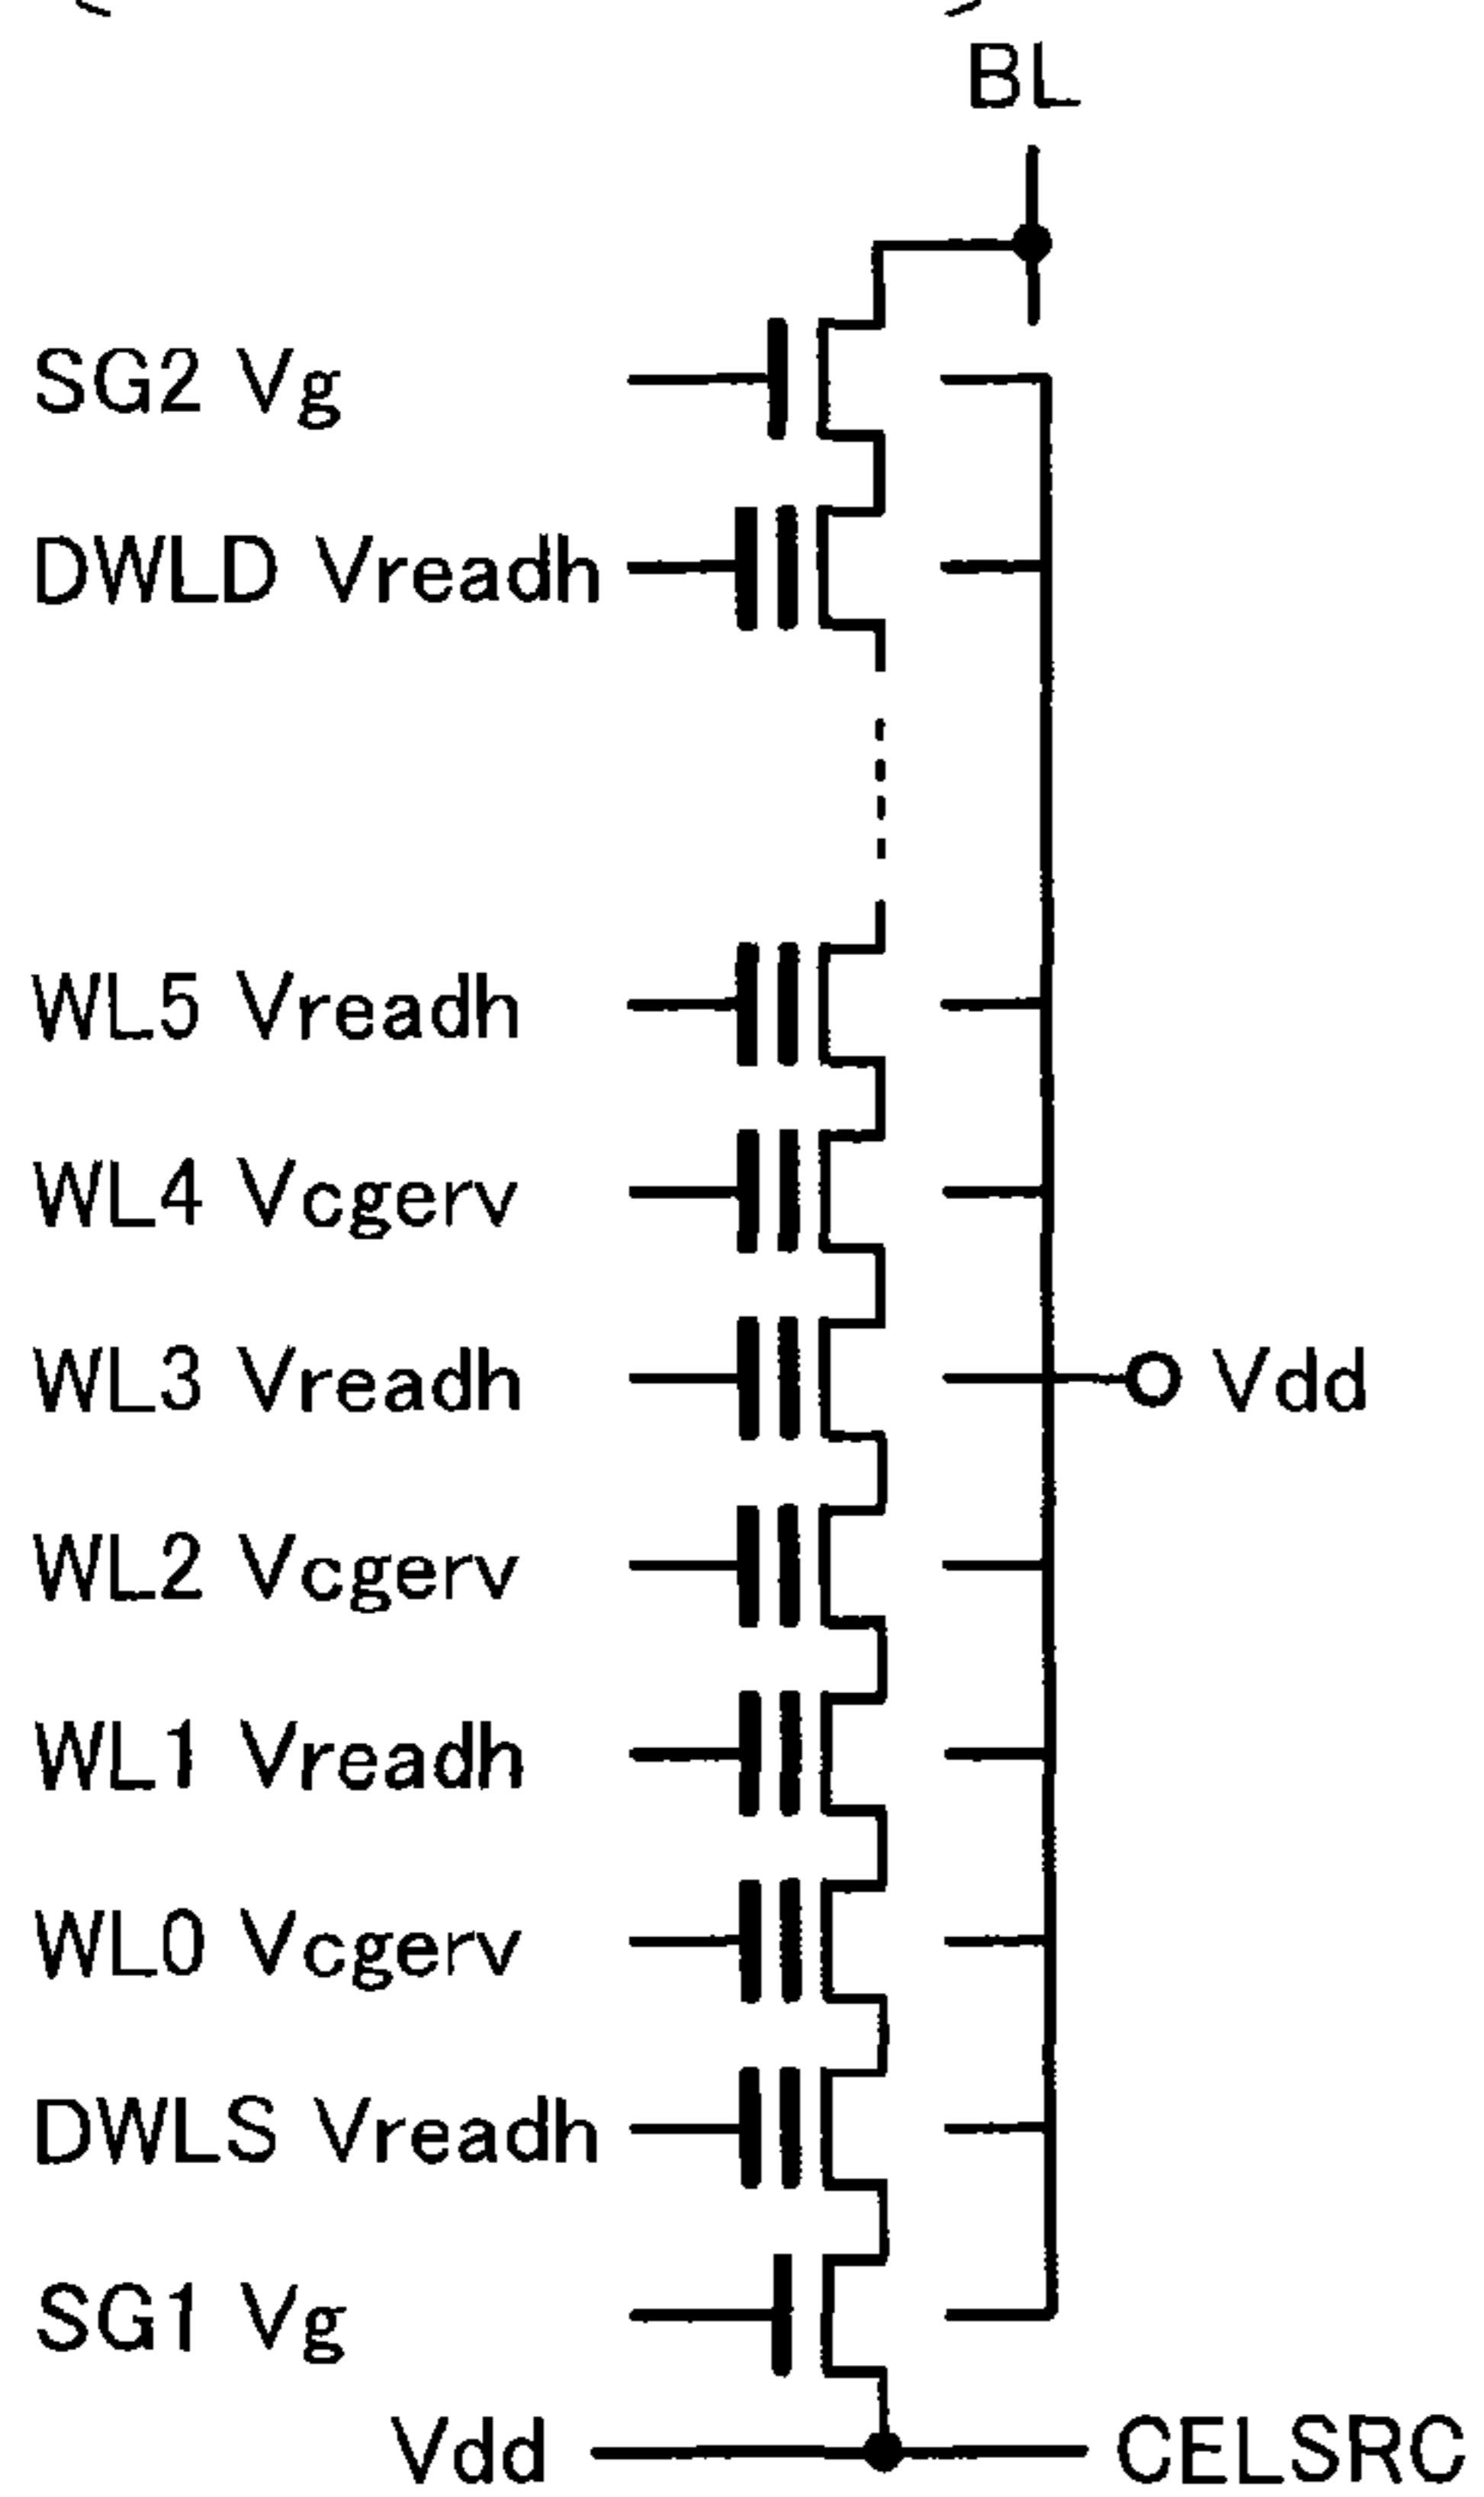 BL
SG2 Vg
DWLD Vreadh
WL5 Vreadh
WL4 Vcgerv
WL3 Vreadh
Vdd
WL2 Vcgerv
WL1 Vreadh
WL0 Vcgerv
DWLS Vreadh
SG1 Vg
Vdd
CELSRC